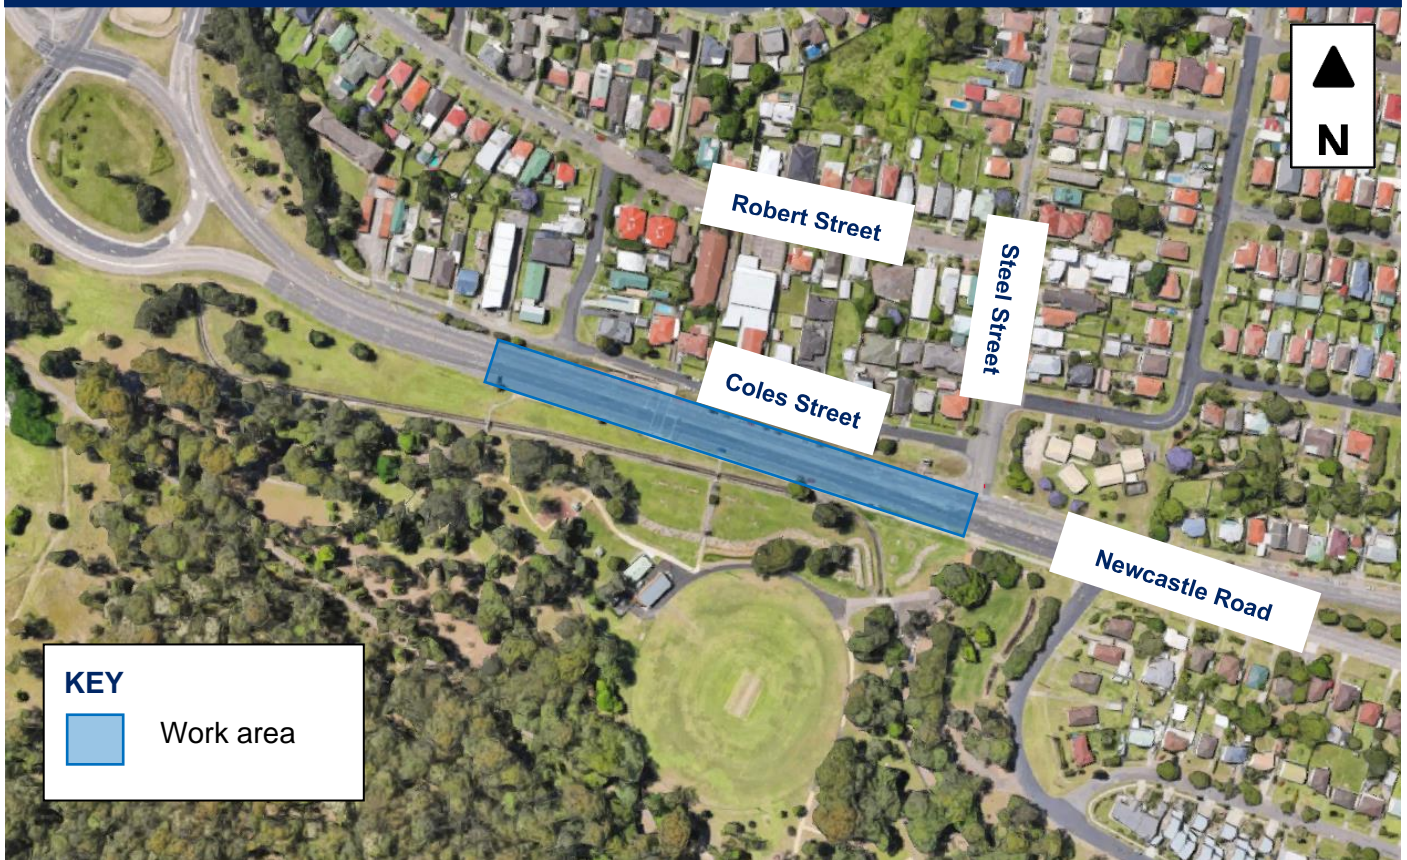 N
Robert Street
Steel Street
Coles Street
Newcastle Road
KEY
Work area